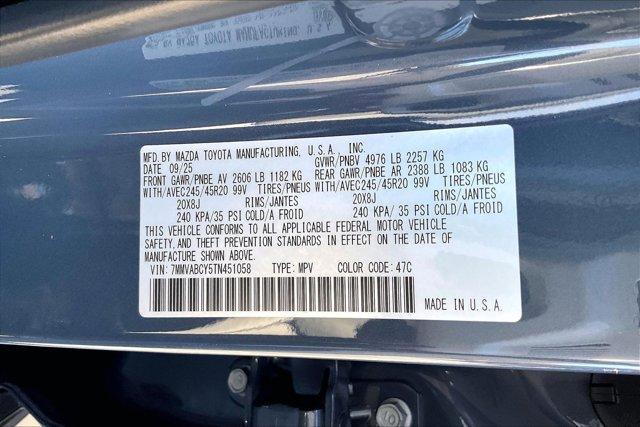 MFD. BY MAZDA TOYOTA MANUFACTURING, U.S.A., INC.
DATE 09/25 GVWR/PNBV 4976 LB 2257 KG
FRONT GAWR/PNBE AV 2606 LB 1182 KG REAR GAWR/PNBE AR 2388 LB 1083 KG
WITH/AVEC245/45R20 99V TIRES/PNEUS WITH/AVEC245/45R20 99V TIRES/PNEUS
20X8J RIMS/JANTES 20X8J RIMS/JANTES
240 KPA/ 35 PSI COLD/A FROID 240 KPA/ 35 PSI COLD/A FROID
THIS VEHICLE CONFORMS TO ALL APPLICABLE FEDERAL MOTOR VEHICLE
SAFETY,AND THEFT PREVENTION STANDARDS IN EFFECT ON THE DATE OF
MANUFACTURE SHOWN ABOVE.
VIN: 7MMVABCY5TN451058 TYPE: MPV COLOR CODE: 47C
MADE IN U.S.A.